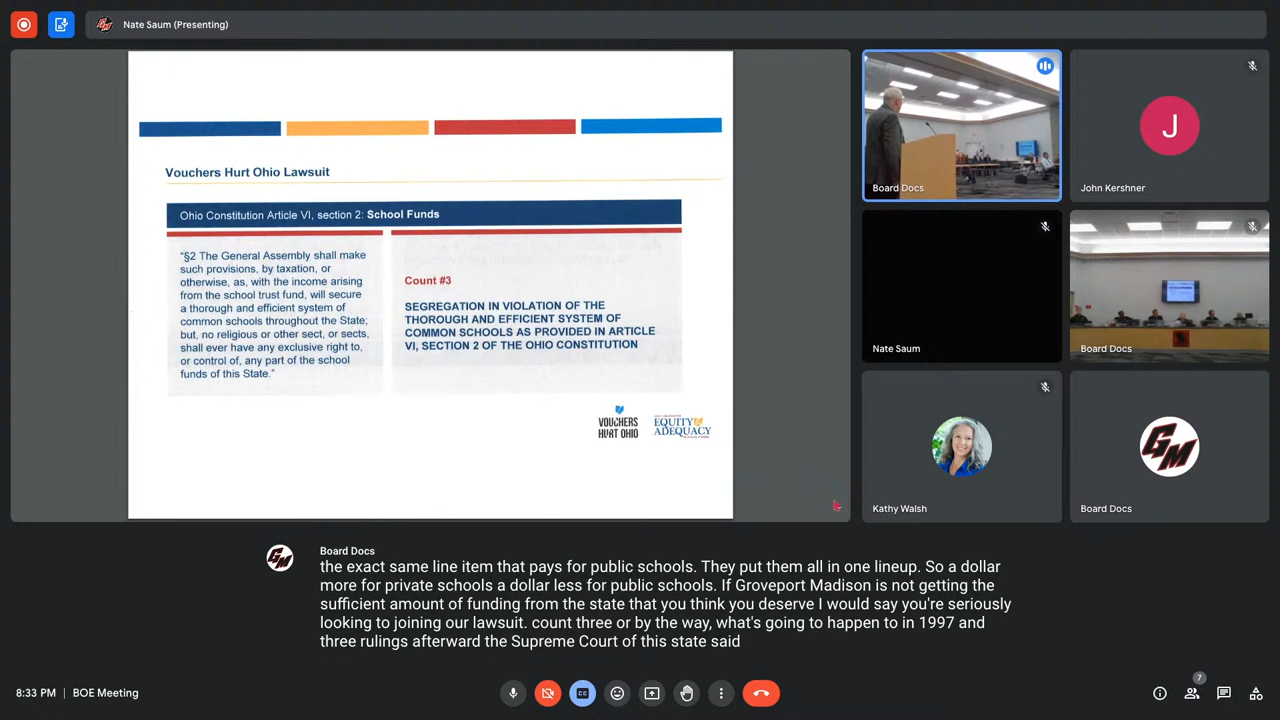 Nate Saum (Presenting)
Vouchers Hurt Ohio Lawsuit
Ohio Constitution Article VI, section 2: School Funds
"§2 The General Assembly shall make
such provisions, by taxation, or
otherwise, as, with the income arising
from the school trust fund, will secure
a thorough and efficient system of
common schools throughout the State;
but, no religious or other sect, or sects,
shall ever have any exclusive right to,
or control of, any part of the school
funds of this State."
Count #3
SEGREGATION IN VIOLATION OF THE
THOROUGH AND EFFICIENT SYSTEM OF
COMMON SCHOOLS AS PROVIDED IN ARTICLE
VI, SECTION 2 OF THE OHIO CONSTITUTION
VOUCHERS
HURT OHIO
EQUITY
ADEQUACY
Board Docs
J
John Kershner
Nate Saum
Board Docs
Kathy Walsh
GM
Board Docs
Board Docs
the exact same line item that pays for public schools. They put them all in one lineup. So a dollar
more for private schools a dollar less for public schools. If Groveport Madison is not getting the
sufficient amount of funding from the state that you think you deserve I would say you're seriously
looking to joining our lawsuit. count three or by the way, what's going to happen to in 1997 and
three rulings afterward the Supreme Court of this state said
8:33 PM | BOE Meeting
CC
7